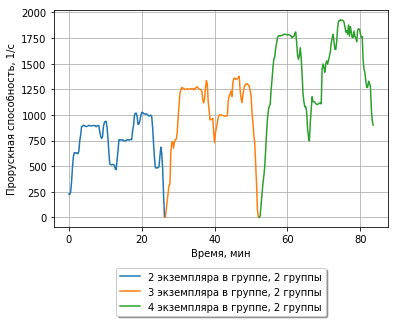 2000
1750
1500
1250
1000
750
500
250
0
Прорускная способность, 1/с
0
20
40
60
80
Время, мин
2 экземпляра в группе, 2 группы
3 экземпляра в группе, 2 группы
4 экземпляра в группе, 2 группы